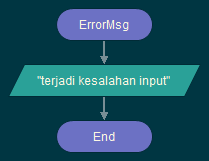 ErrorMsg
"terjadi kesalahan input"
End